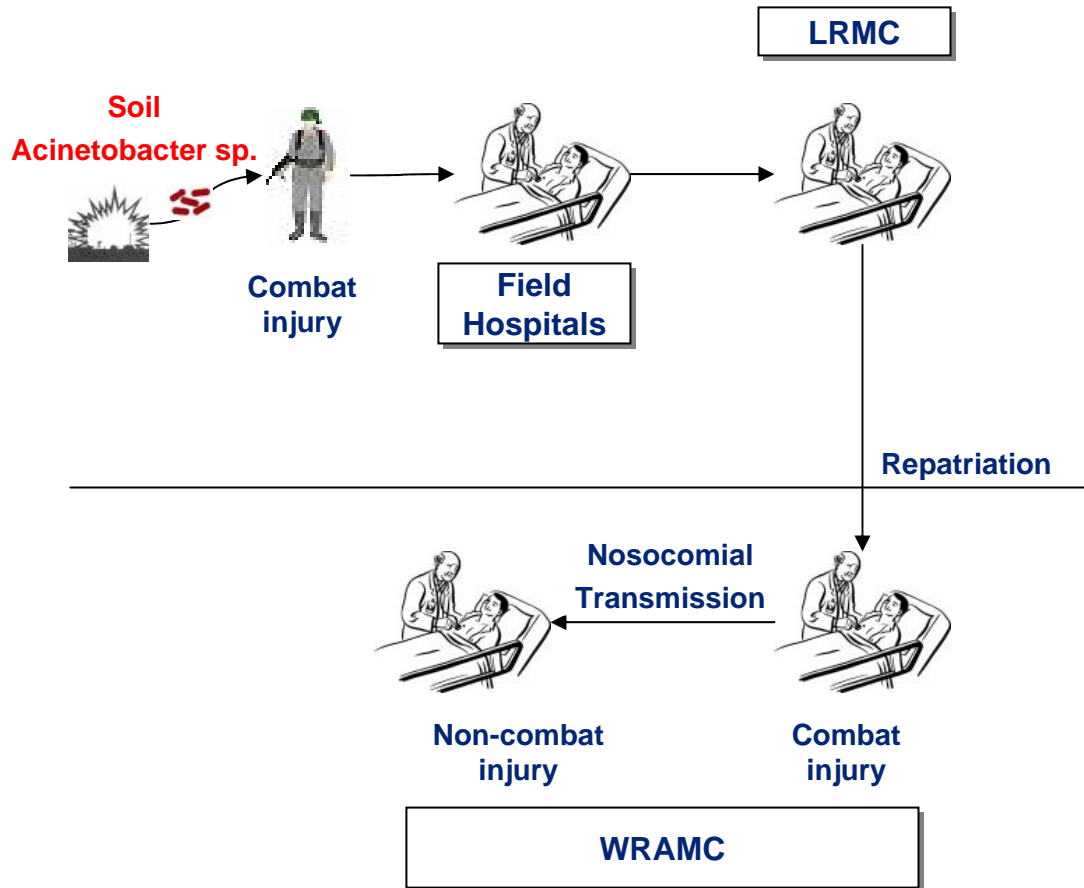 LRMC
Soil
Acinetobacter sp.
Combat
injury
Field
Hospitals
Repatriation
Nosocomial
Transmission
Non-combat
injury
Combat
injury
WRAMC